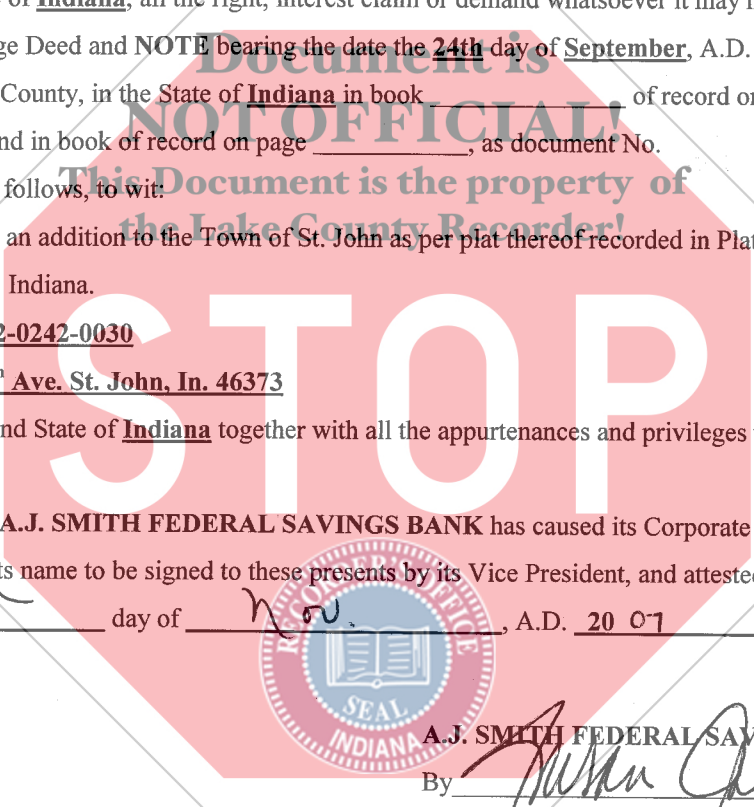 of Indiana, all the right, interest claim or demand whatsoever it may
ge Deed and NOTE bearing the date the 24th day of September, A.D.
Document is
County, in the State of Indiana in book ______________ of record on
NOT OFFICIAL!
nd in book of record on page ____________, as document No.
This Document is the property of
follows, to wit:
the Lake County Recorder!
an addition to the Town of St. John as per plat thereof recorded in Plat
Indiana.
2-0242-0030
Ave. St. John, In. 46373
STOP
nd State of Indiana together with all the appurtenances and privileges
A.J. SMITH FEDERAL SAVINGS BANK has caused its Corporate
ts name to be signed to these presents by its Vice President, and attested
day of Nov. , A.D. 20 07
RECORDER'S OFFICE
SEAL
INDIANA
A.J. SMITH FEDERAL SAV
By Susan